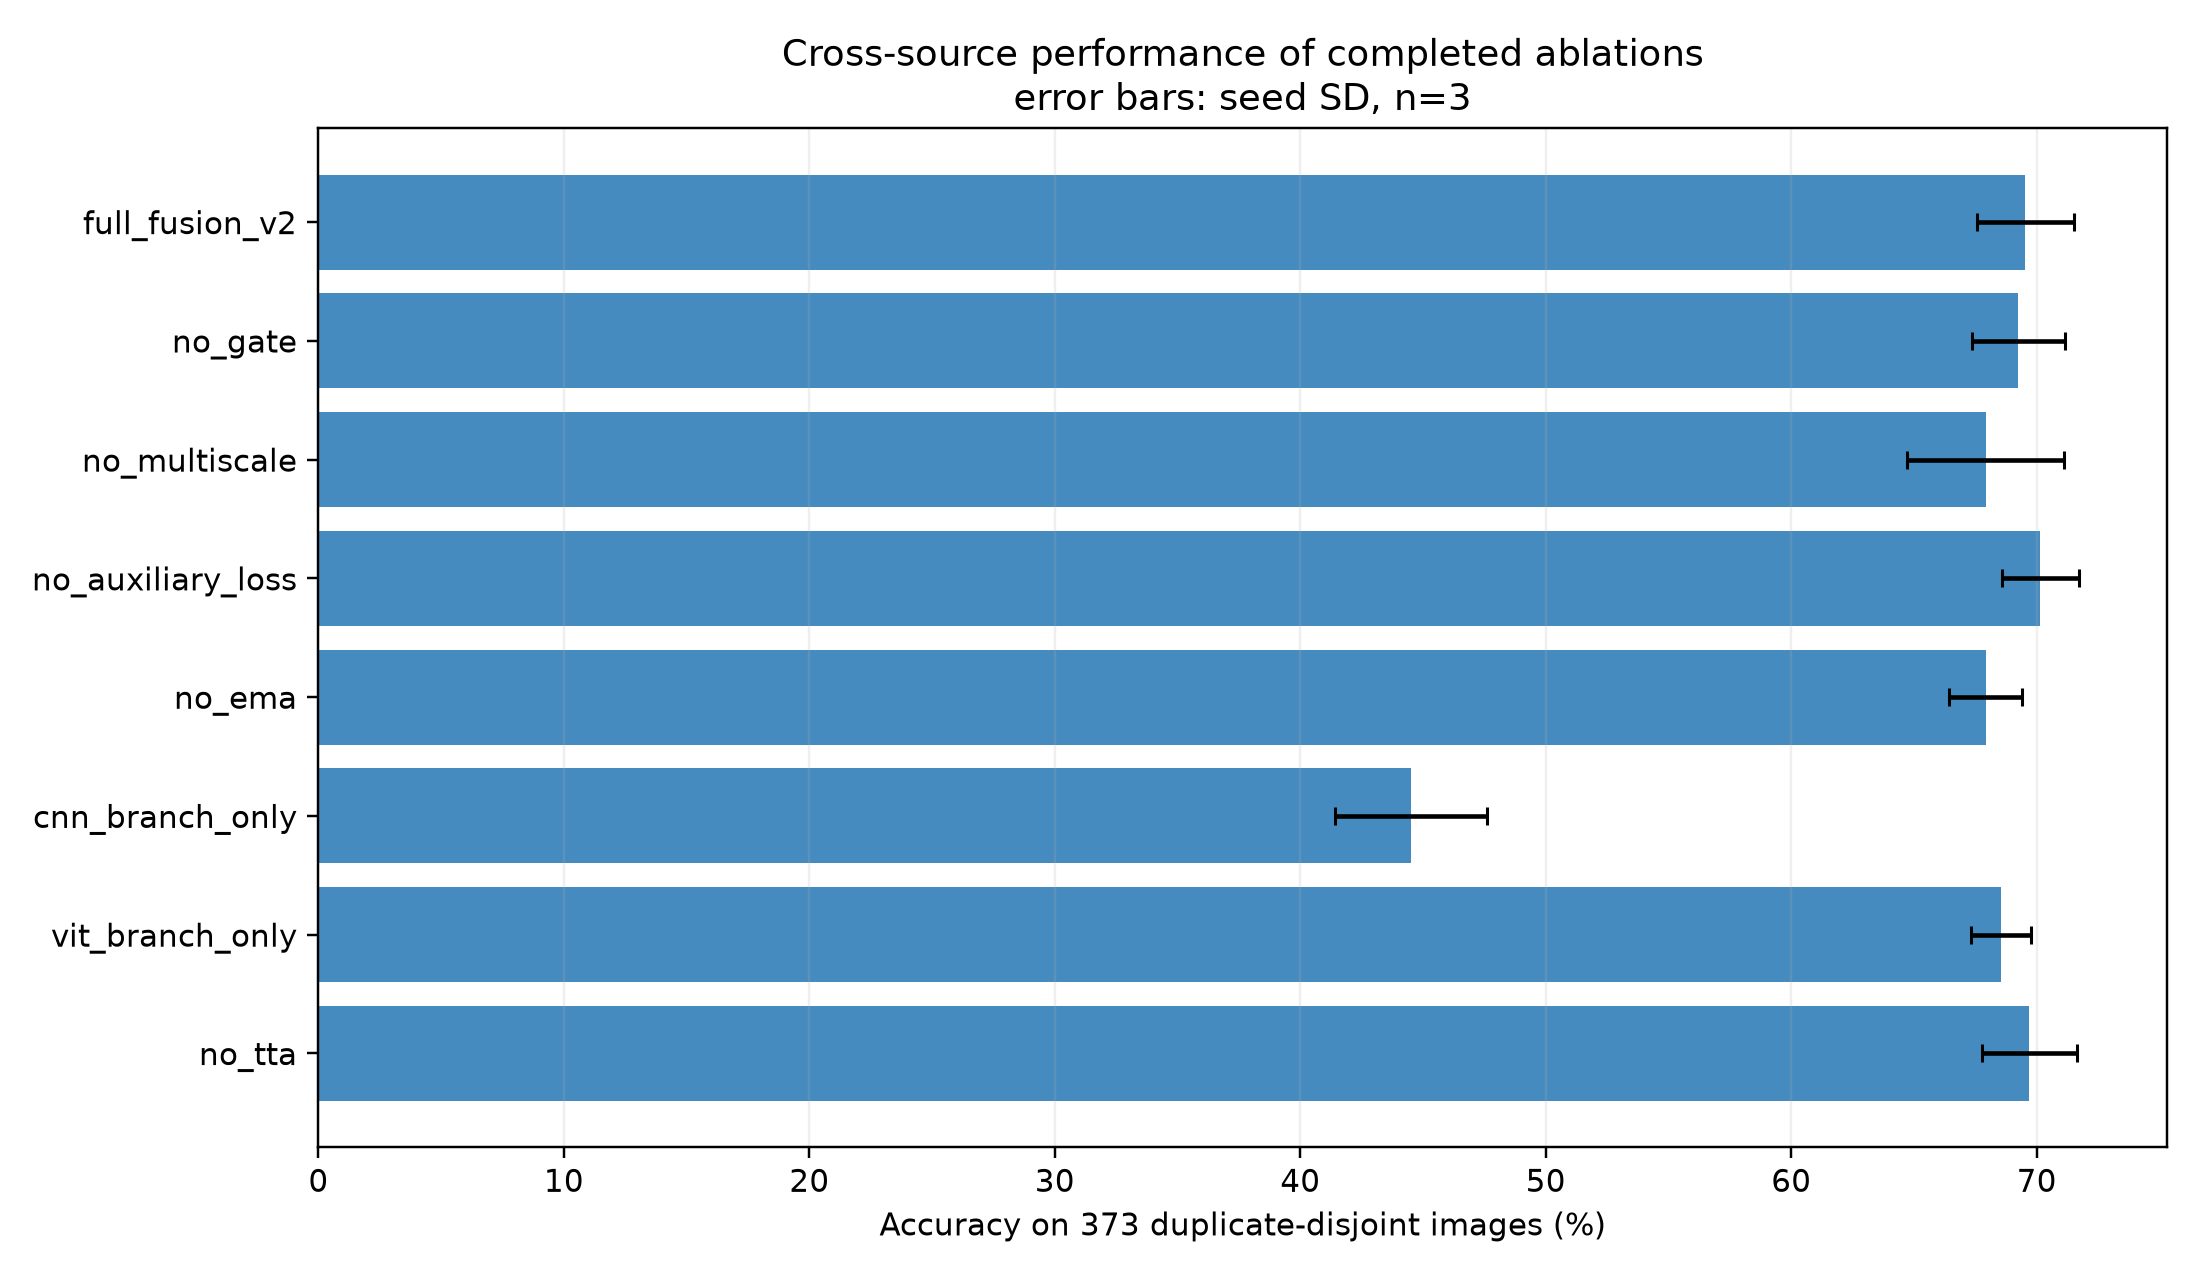 Cross-source performance of completed ablations
error bars: seed SD, n=3
full_fusion_v2
no_gate
no_multiscale
no_auxiliary_loss
no_ema
cnn_branch_only
vit_branch_only
no_tta
0 10 20 30 40 50 60 70
Accuracy on 373 duplicate-disjoint images (%)